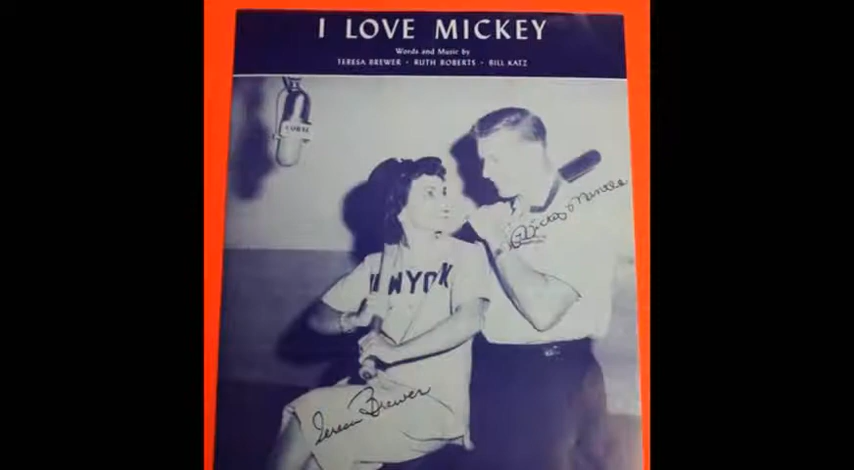 I LOVE MICKEY
Words and Music by
TERESA BREWER • RUTH ROBERTS • BILL KATZ
CORAL
Mickey Mantle
NEW YORK
Teresa Brewer